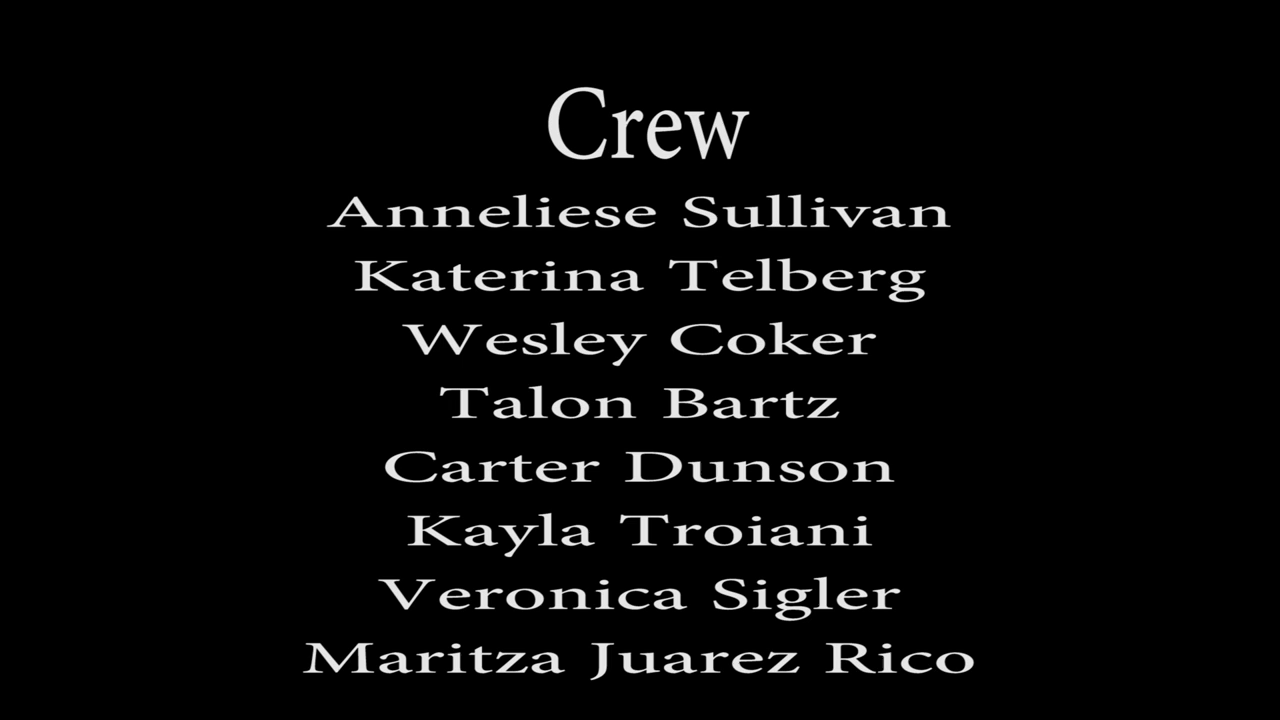 Crew
Anneliese Sullivan
Katerina Telberg
Wesley Coker
Talon Bartz
Carter Dunson
Kayla Troiani
Veronica Sigler
Maritza Juarez Rico